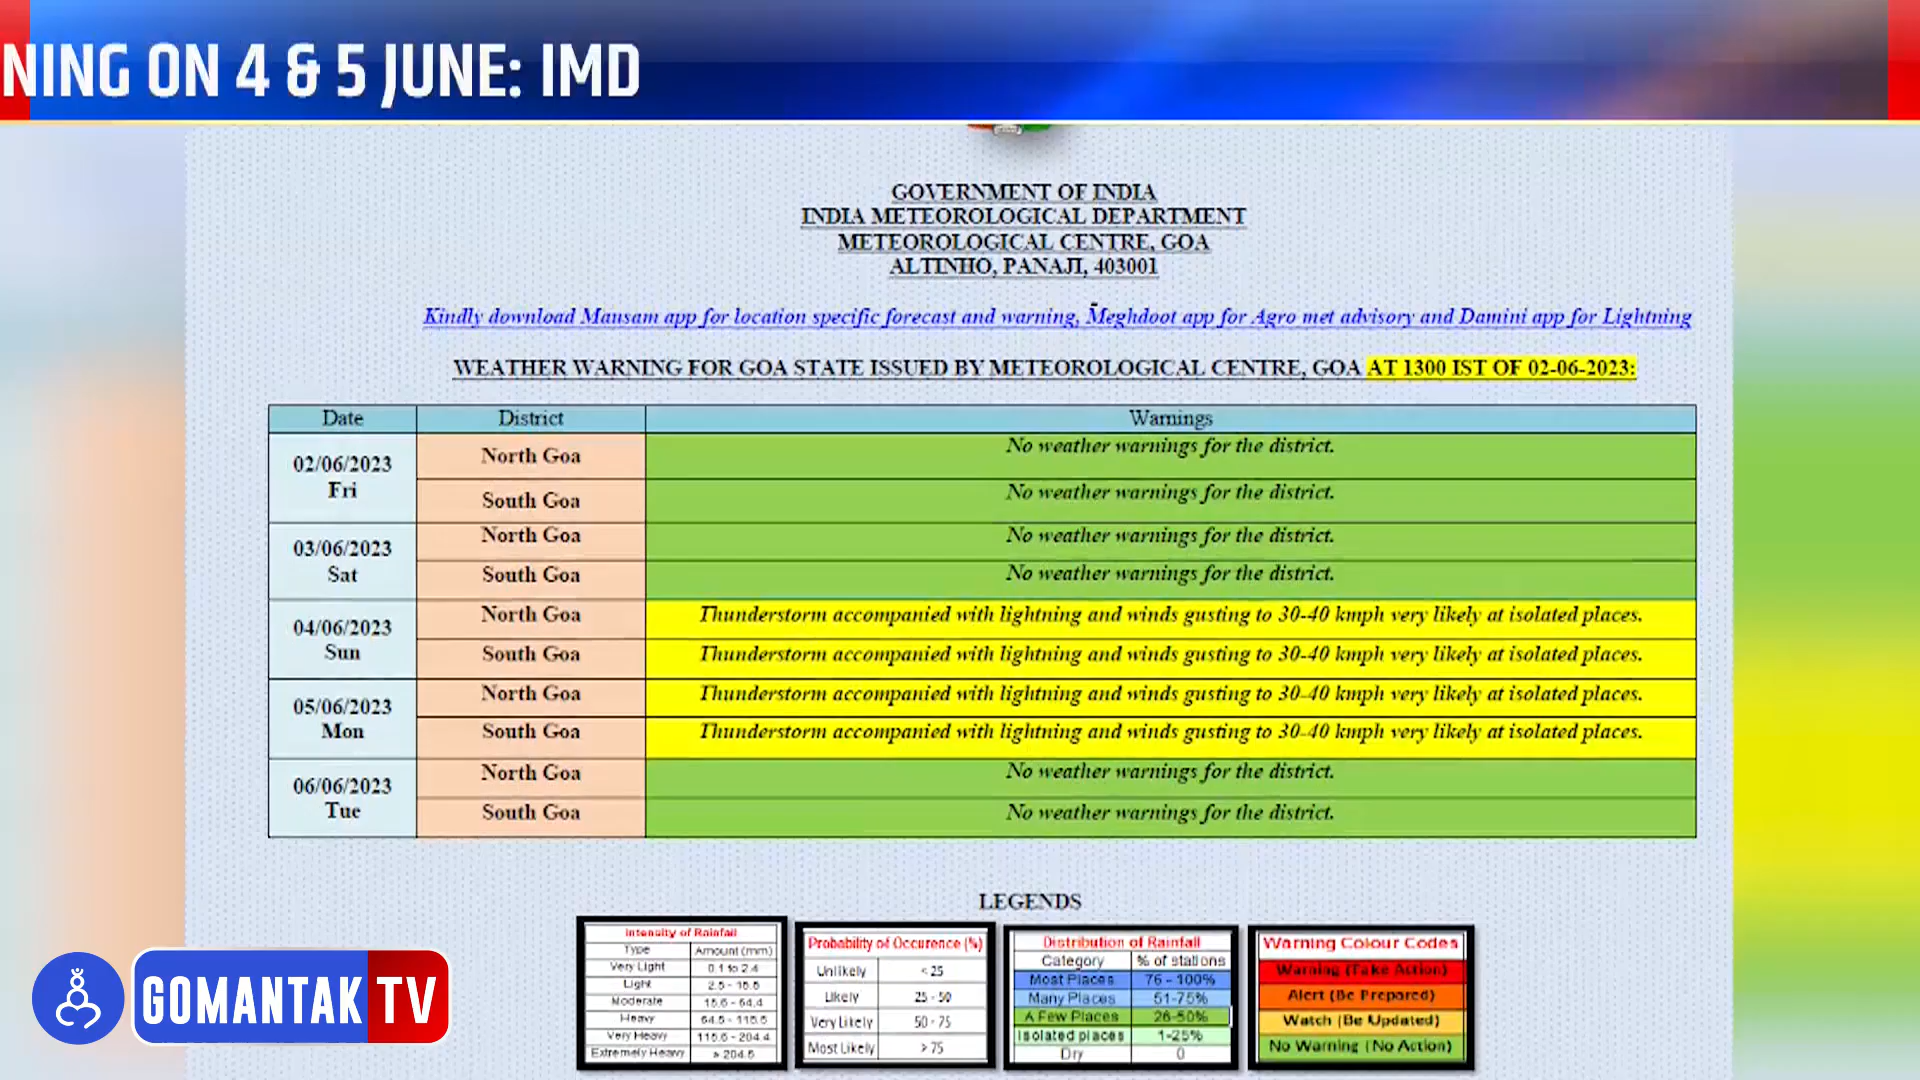 NING ON 4 & 5 JUNE: IMD
GOVERNMENT OF INDIA
INDIA METEOROLOGICAL DEPARTMENT
METEOROLOGICAL CENTRE, GOA
ALTINHO, PANAJI, 403001
Kindly download Mausam app for location specific forecast and warning, Meghdoot app for Agro met advisory and Damini app for Lightning
WEATHER WARNING FOR GOA STATE ISSUED BY METEOROLOGICAL CENTRE, GOA AT 1300 IST OF 02-06-2023:
Date District Warnings
02/06/2023 Fri
North Goa No weather warnings for the district.
South Goa No weather warnings for the district.
03/06/2023 Sat
North Goa No weather warnings for the district.
South Goa No weather warnings for the district.
04/06/2023 Sun
North Goa Thunderstorm accompanied with lightning and winds gusting to 30-40 kmph very likely at isolated places.
South Goa Thunderstorm accompanied with lightning and winds gusting to 30-40 kmph very likely at isolated places.
05/06/2023 Mon
North Goa Thunderstorm accompanied with lightning and winds gusting to 30-40 kmph very likely at isolated places.
South Goa Thunderstorm accompanied with lightning and winds gusting to 30-40 kmph very likely at isolated places.
06/06/2023 Tue
North Goa No weather warnings for the district.
South Goa No weather warnings for the district.
LEGENDS
Intensity of Rainfall
Type Amount (mm)
Very Light 0.1 to 2.4
Light 2.5 - 15.5
Moderate 15.6 - 64.4
Heavy 64.5 - 115.5
Very Heavy 115.6 - 204.4
Extremely Heavy > 204.5
Probability of Occurence (%)
Unlikely < 25
Likely 25 - 50
Very Likely 50 - 75
Most Likely > 75
Distribution of Rainfall
Category % of stations
Most Places 76 - 100%
Many Places 51-75%
A Few Places 26-50%
Isolated places 1-25%
Dry 0
Warning Colour Codes
Warning (Take Action)
Alert (Be Prepared)
Watch (Be Updated)
No Warning (No Action)
GOMANTAK TV